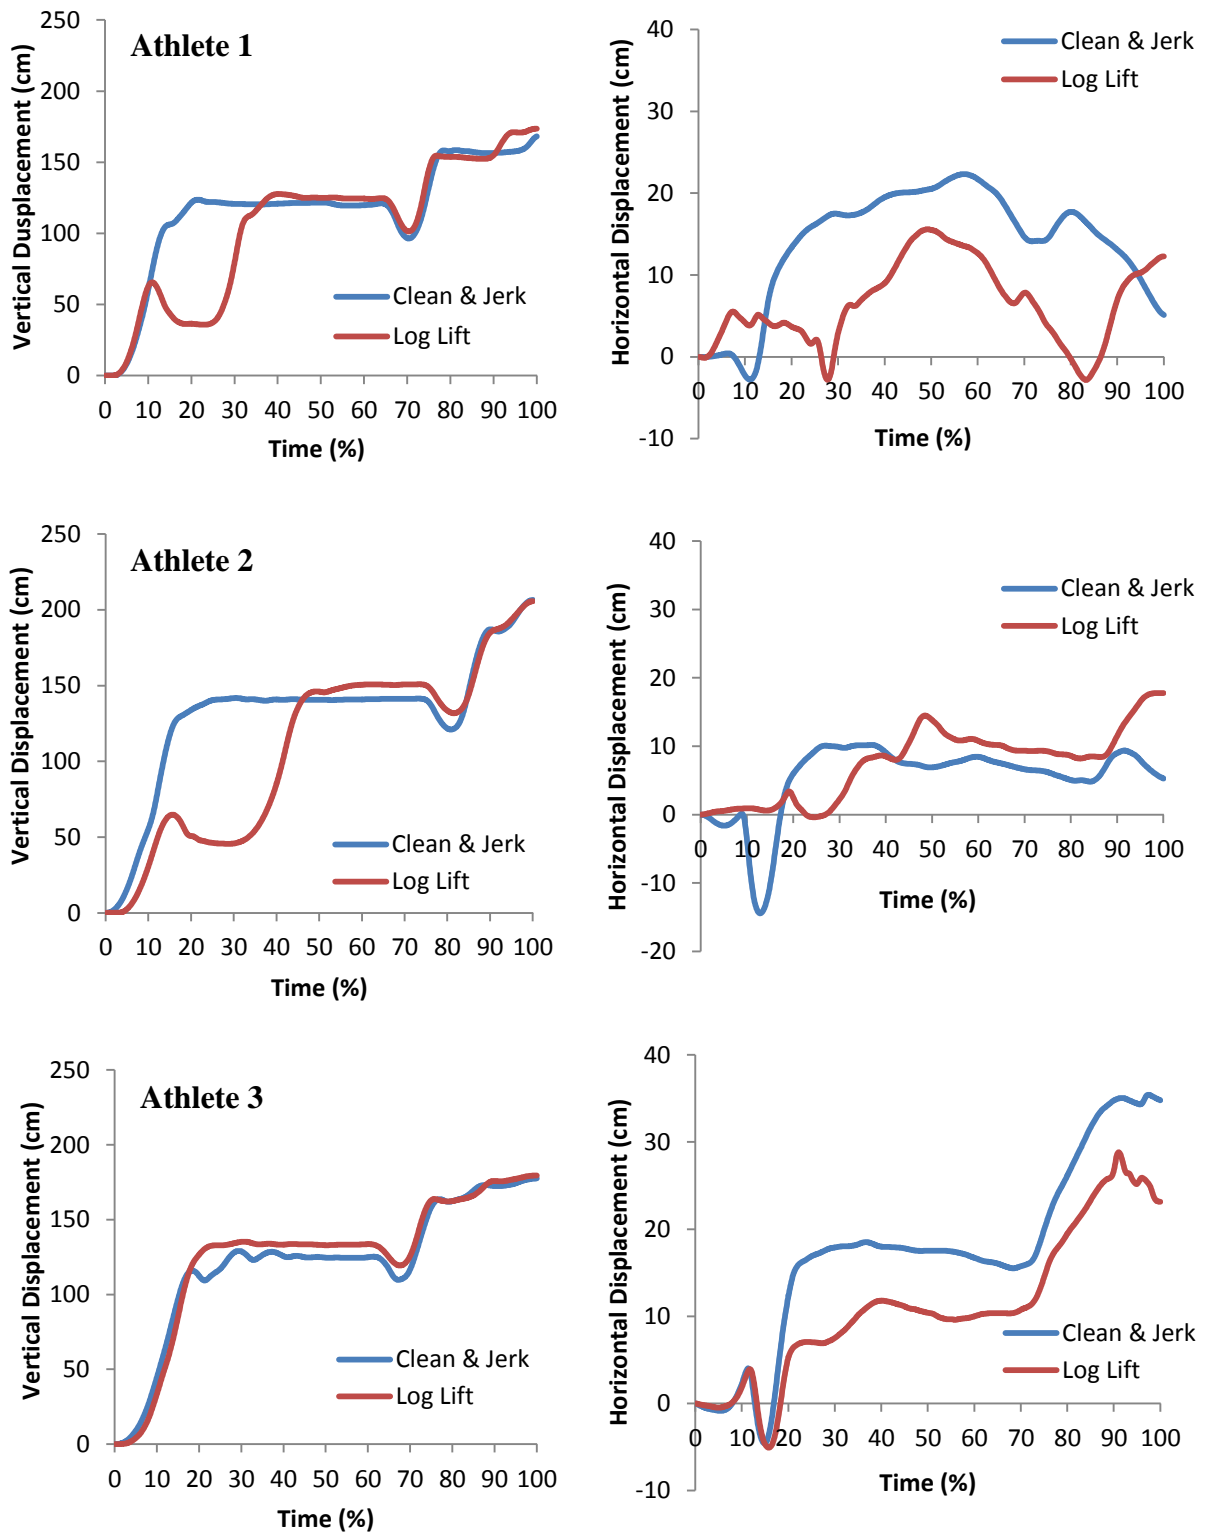 Athlete 1
Vertical Dusplacement (cm)
250
200
150
100
50
0
0 10 20 30 40 50 60 70 80 90 100
Time (%)
Clean & Jerk
Log Lift
Horizontal Displacement (cm)
40
30
20
10
0
-10
0 10 20 30 40 50 60 70 80 90 100
Time (%)
Clean & Jerk
Log Lift
Athlete 2
Vertical Displacement (cm)
250
200
150
100
50
0
0 10 20 30 40 50 60 70 80 90 100
Time (%)
Clean & Jerk
Log Lift
Horizontal Displacement (cm)
40
30
20
10
0
-10
-20
0 10 20 30 40 50 60 70 80 90 100
Time (%)
Clean & Jerk
Log Lift
Athlete 3
Vertical Displacement (cm)
250
200
150
100
50
0
0 10 20 30 40 50 60 70 80 90 100
Time (%)
Clean & Jerk
Log Lift
Horizontal Displacement (cm)
40
30
20
10
0
-10
0 10 20 30 40 50 60 70 80 90 100
Time (%)
Clean & Jerk
Log Lift